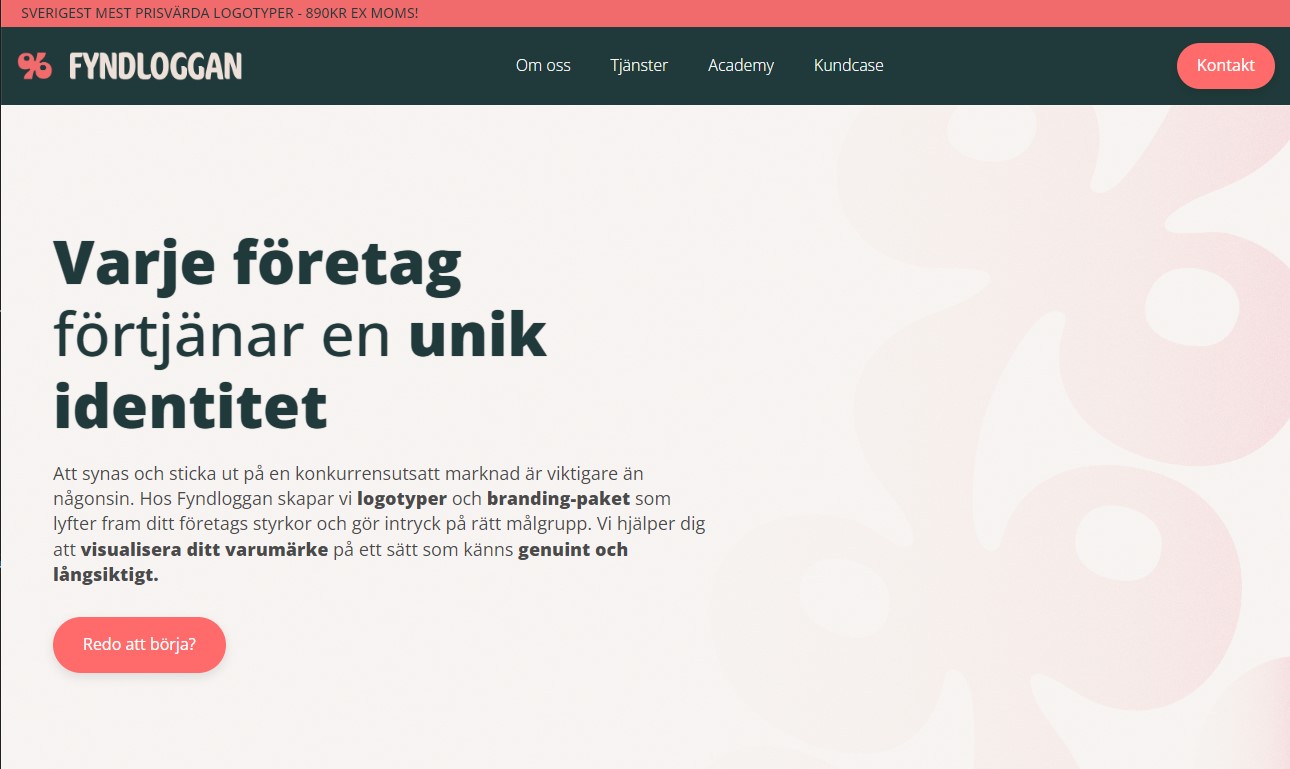 SVERIGEST MEST PRISVÄRDA LOGOTYPER - 890KR EX MOMS!
FYNDLOGGAN
Om oss
Tjänster
Academy
Kundcase
Kontakt
Varje företag
förtjänar en unik
identitet
Att synas och sticka ut på en konkurrensutsatt marknad är viktigare än
någonsin. Hos Fyndloggan skapar vi logotyper och branding-paket som
lyfter fram ditt företags styrkor och gör intryck på rätt målgrupp. Vi hjälper dig
att visualisera ditt varumärke på ett sätt som känns genuint och
långsiktigt.
Redo att börja?